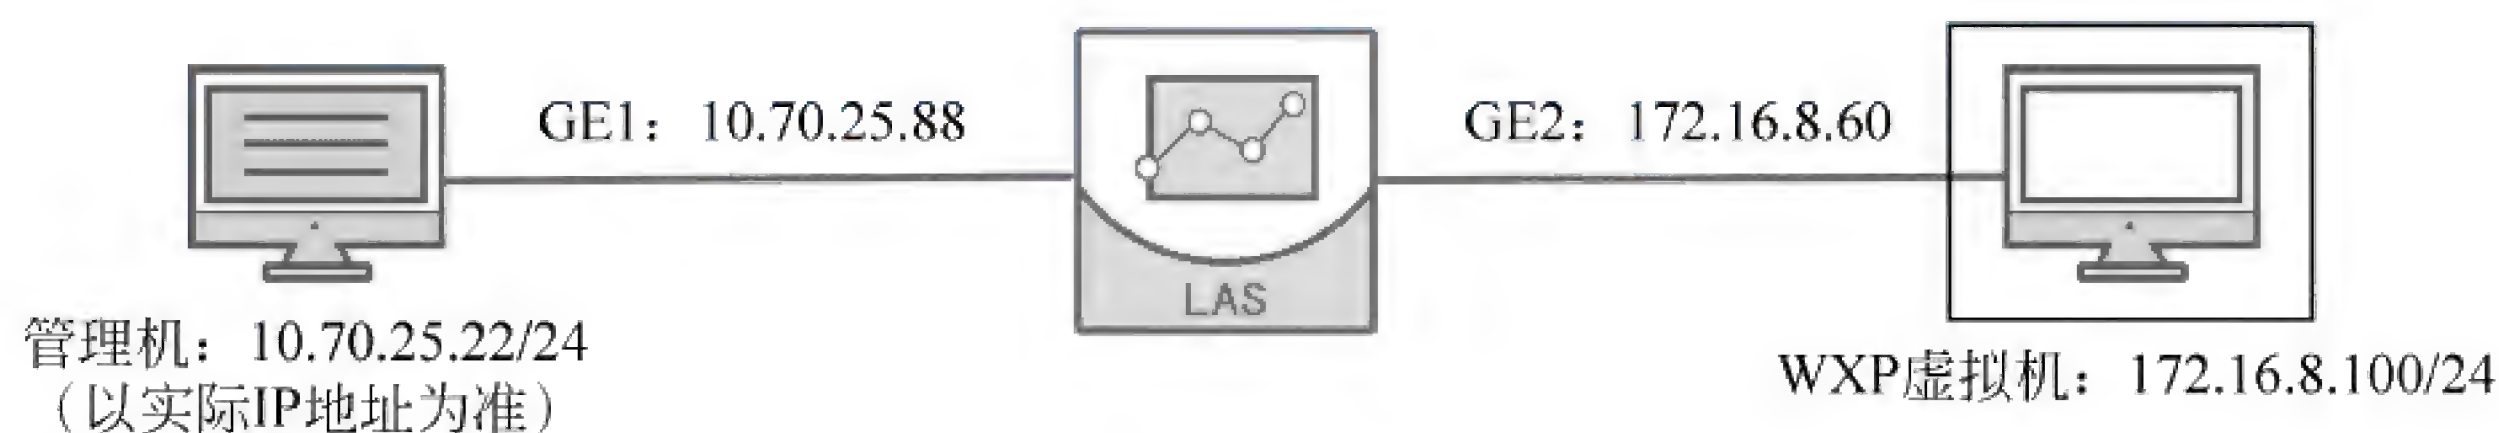 GE1：10.70.25.88
GE2：172.16.8.60
LAS
管理机：10.70.25.22/24
（以实际IP地址为准）
WXP虚拟机：172.16.8.100/24